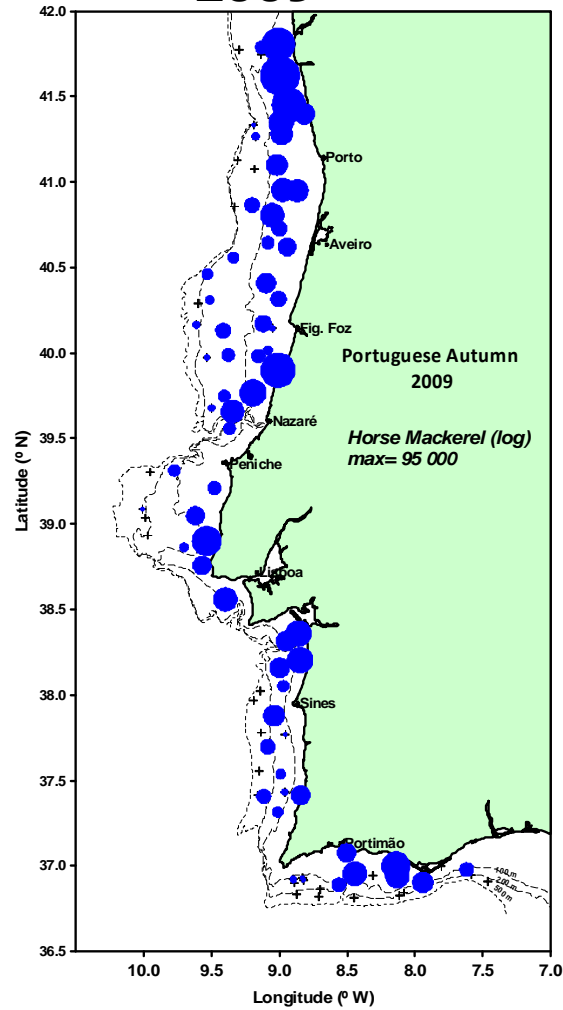 42.0
41.5
41.0
40.5
40.0
39.5
39.0
38.5
38.0
37.5
37.0
36.5
Latitude (º N)
Porto
Aveiro
Fig. Foz
Portuguese Autumn
2009
Nazaré
Horse Mackerel (log)
max= 95 000
Peniche
Lisboa
Sines
Portimão
100 m
200 m
500 m
10.0 9.5 9.0 8.5 8.0 7.5 7.0
Longitude (º W)